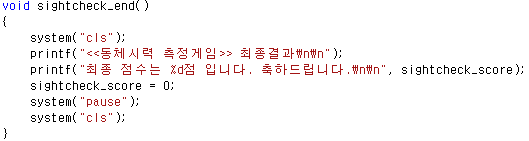 void sightcheck_end()
{
system("cls");
printf("<<동체시력 측정게임>> 최종결과₩n₩n");
printf("최종 점수는 %d점 입니다. 축하드립니다.₩n₩n", sightcheck_score);
sightcheck_score = 0;
system("pause");
system("cls");
}